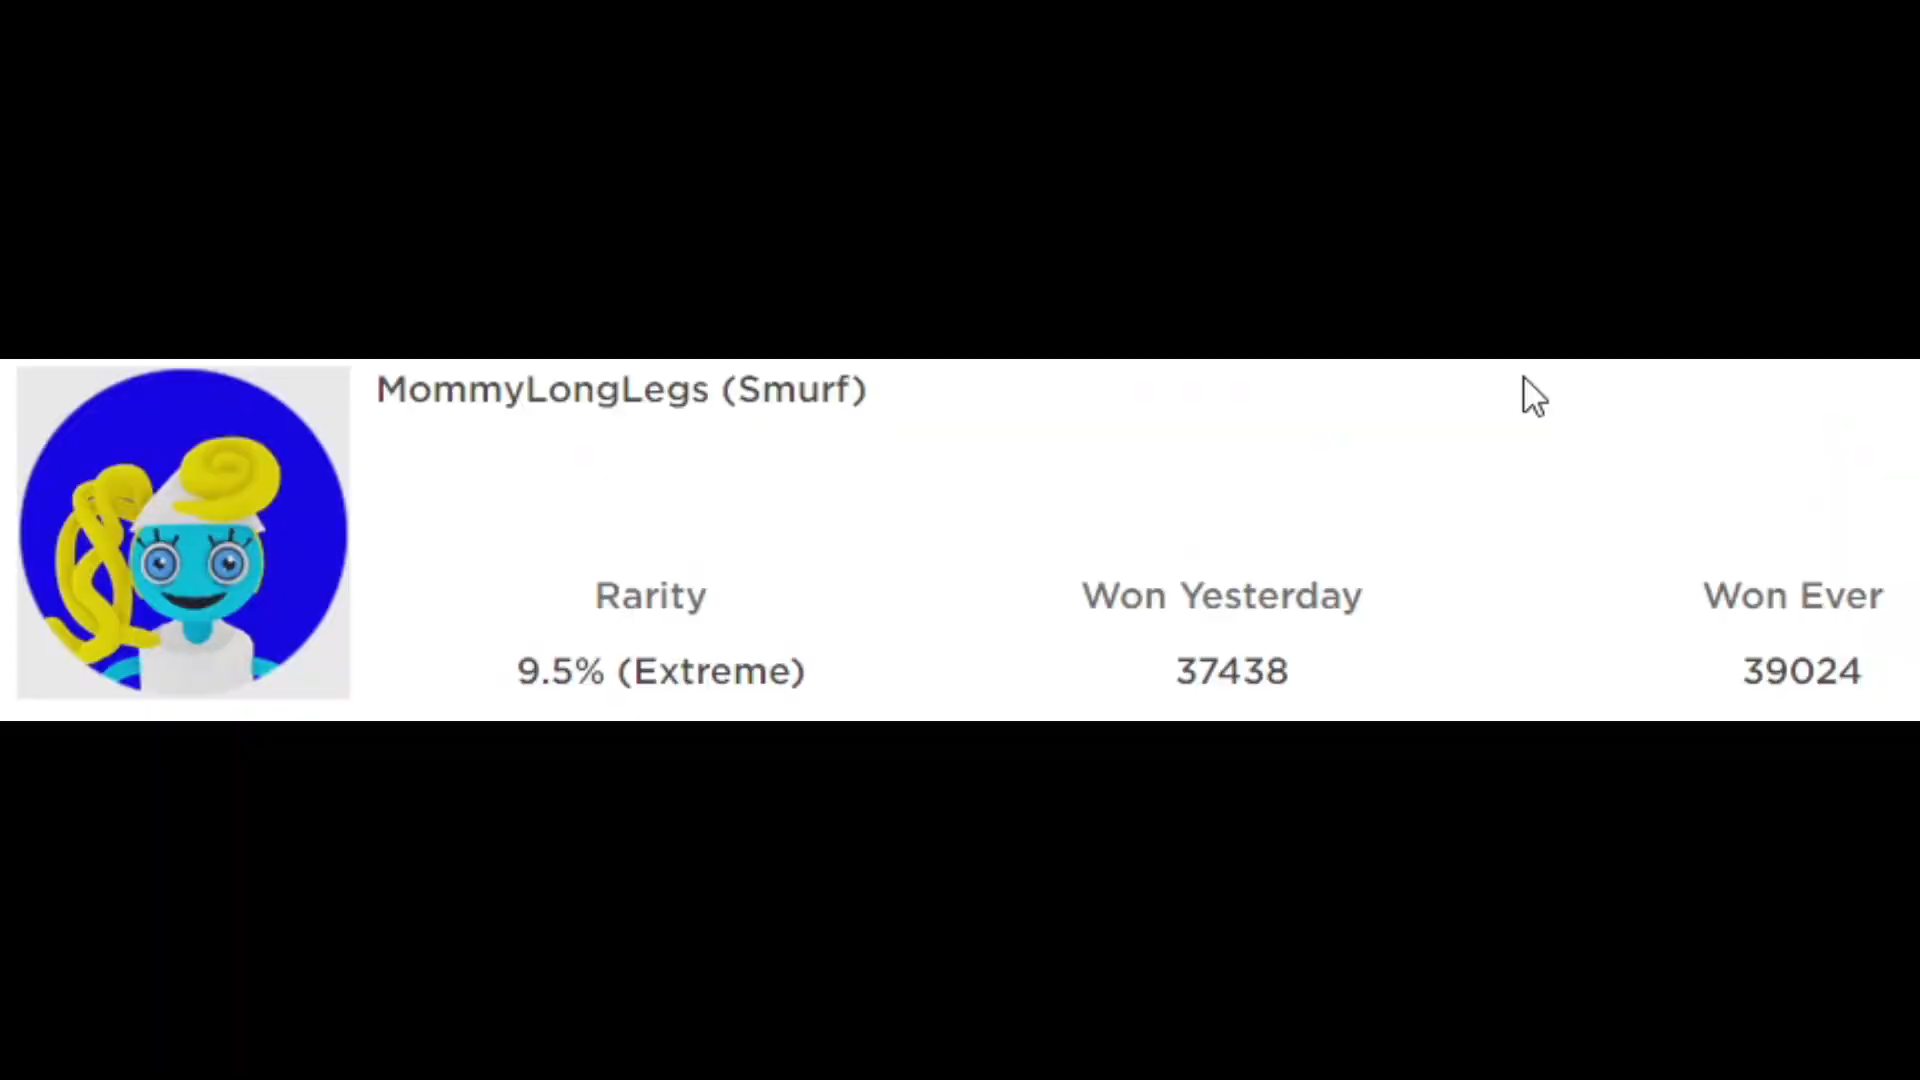 MommyLongLegs (Smurf)
Rarity Won Yesterday Won Ever
9.5% (Extreme) 37438 39024